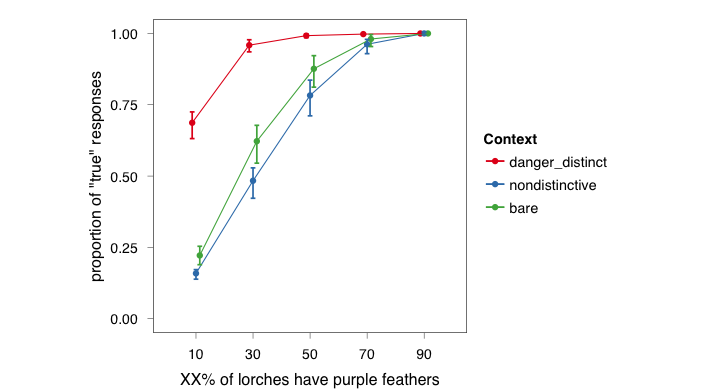 1.00
0.75
0.50
0.25
0.00
proportion of "true" responses
10 30 50 70 90
XX% of lorches have purple feathers
Context
danger_distinct
nondistinctive
bare